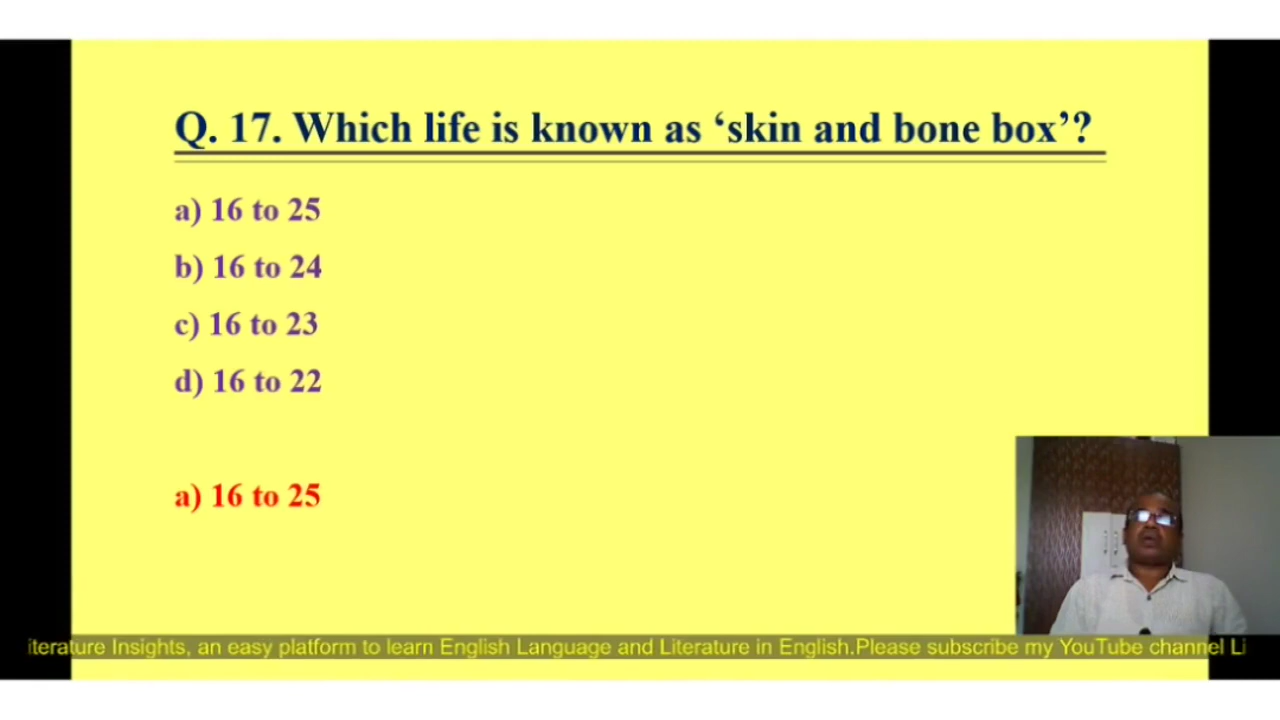 Q. 17. Which life is known as ‘skin and bone box’?
a) 16 to 25
b) 16 to 24
c) 16 to 23
d) 16 to 22
a) 16 to 25
iterature Insights, an easy platform to learn English Language and Literature in English.Please subscribe my YouTube channel Li